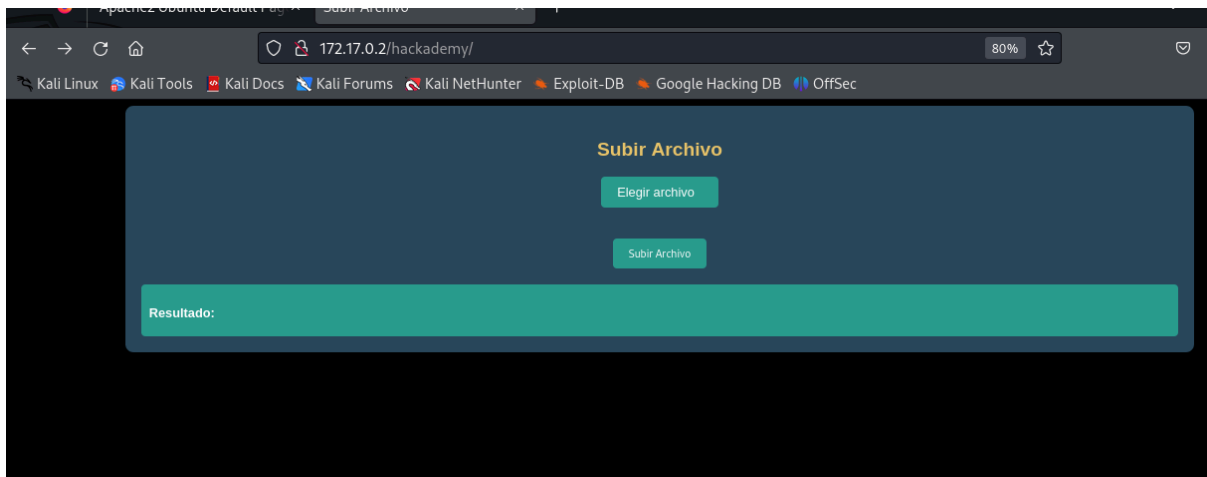 Apache2 Ubuntu Default Pag Subir Archivo
172.17.0.2/hackademy/ 80%
Kali Linux Kali Tools Kali Docs Kali Forums Kali NetHunter Exploit-DB Google Hacking DB OffSec
Subir Archivo
Elegir archivo
Subir Archivo
Resultado: